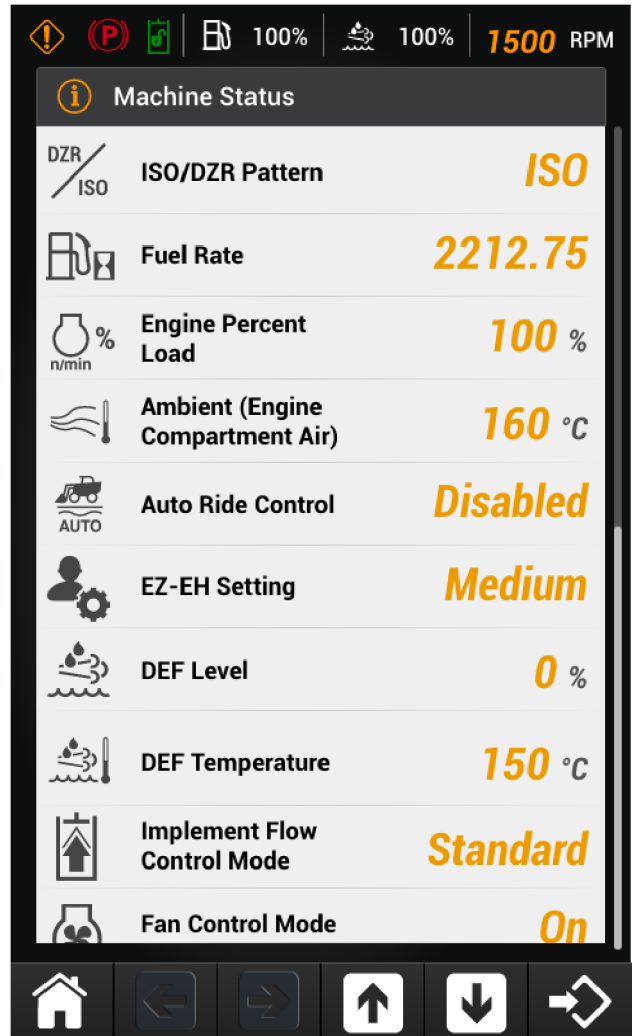 (P) 100% 100% 1500 RPM
i Machine Status
DZR/ISO ISO/DZR Pattern ISO
Fuel Rate 2212.75
n/min % Engine Percent
Load 100 %
Ambient (Engine
Compartment Air) 160 °C
AUTO Auto Ride Control Disabled
EZ-EH Setting Medium
DEF Level 0 %
DEF Temperature 150 °C
Implement Flow
Control Mode Standard
Fan Control Mode On